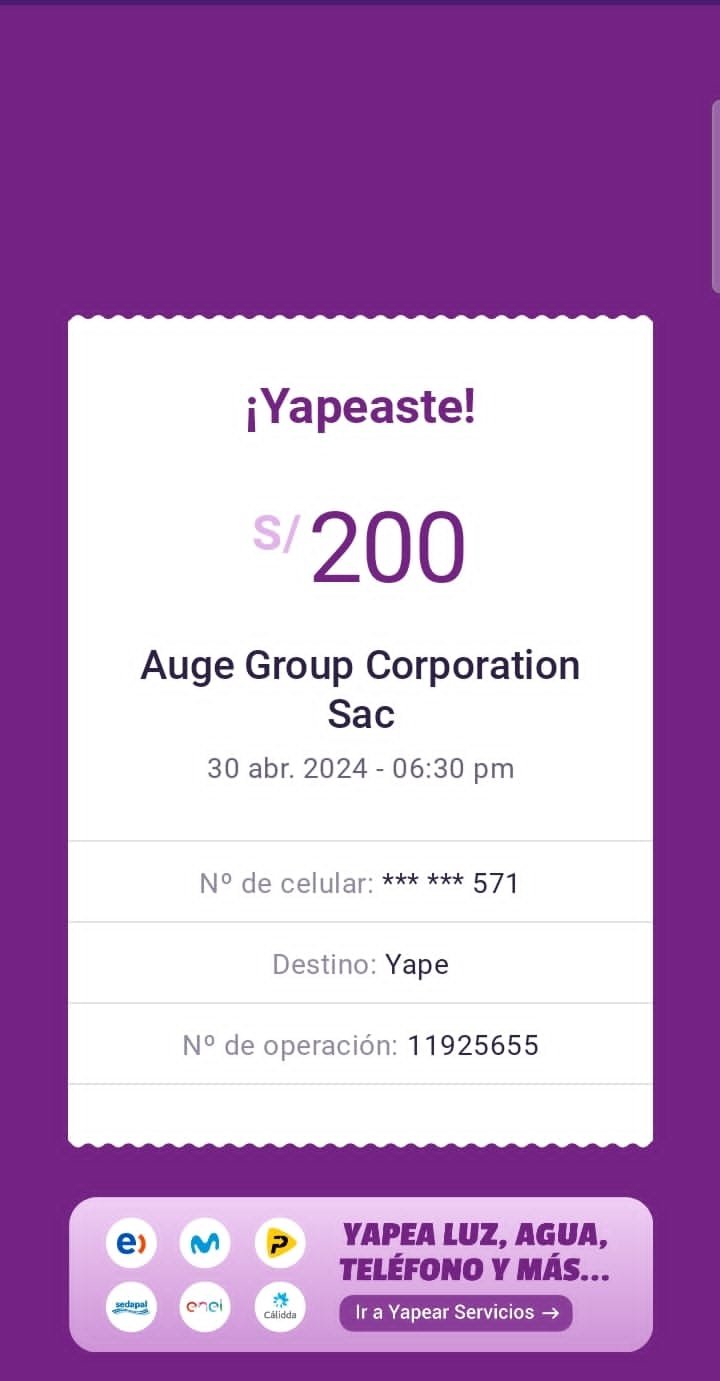 ¡Yapeaste!
S/200
Auge Group Corporation
Sac
30 abr. 2024 - 06:30 pm
Nº de celular: *** *** 571
Destino: Yape
Nº de operación: 11925655
e)
P
YAPEA LUZ, AGUA,
TELÉFONO Y MÁS...
sedapal
enel
Cálidda
Ir a Yapear Servicios →